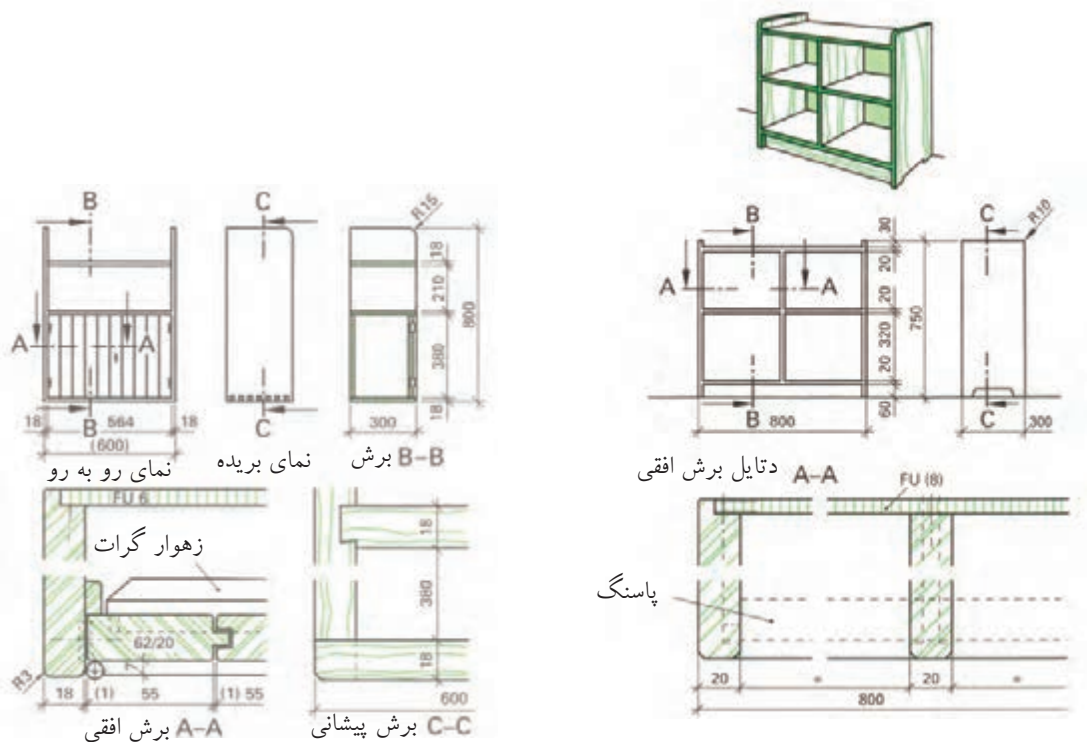 B
C
R15
18
210
380
18
800
A
A
B
C
18
564
18
(600)
300
نمای رو به رو
نمای بریده
برش B-B
FU 6
زهوار گرات
62/20
7
R3
18
(1)
55
(1) 55
برش افقی A-A
18
380
18
600
برش پیشانی C-C
B
C
R10
30
20
20
320
20
60
750
A
A
B
C
800
300
دتایل برش افقی
A-A
FU (8)
پاسنگ
20
=
20
=
800